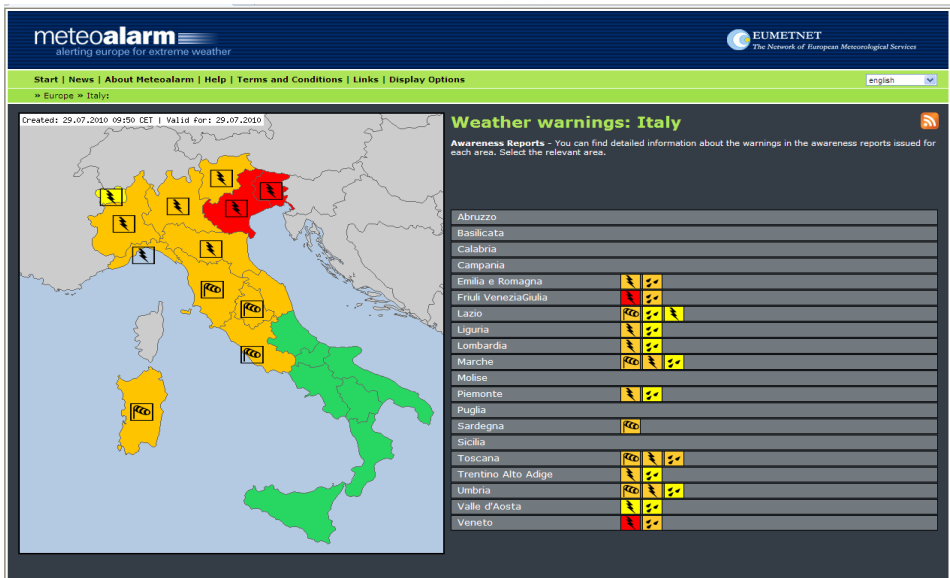 meteoalarm
alerting europe for extreme weather
EUMETNET
The Network of European Meteorological Services
Start | News | About Meteoalarm | Help | Terms and Conditions | Links | Display Options
english
» Europe » Italy:
Created: 29.07.2010 09:50 CET | Valid for: 29.07.2010
Weather warnings: Italy
Awareness Reports - You can find detailed information about the warnings in the awareness reports issued for
each area. Select the relevant area.
Abruzzo
Basilicata
Calabria
Campania
Emilia e Romagna
Friuli VeneziaGiulia
Lazio
Liguria
Lombardia
Marche
Molise
Piemonte
Puglia
Sardegna
Sicilia
Toscana
Trentino Alto Adige
Umbria
Valle d'Aosta
Veneto